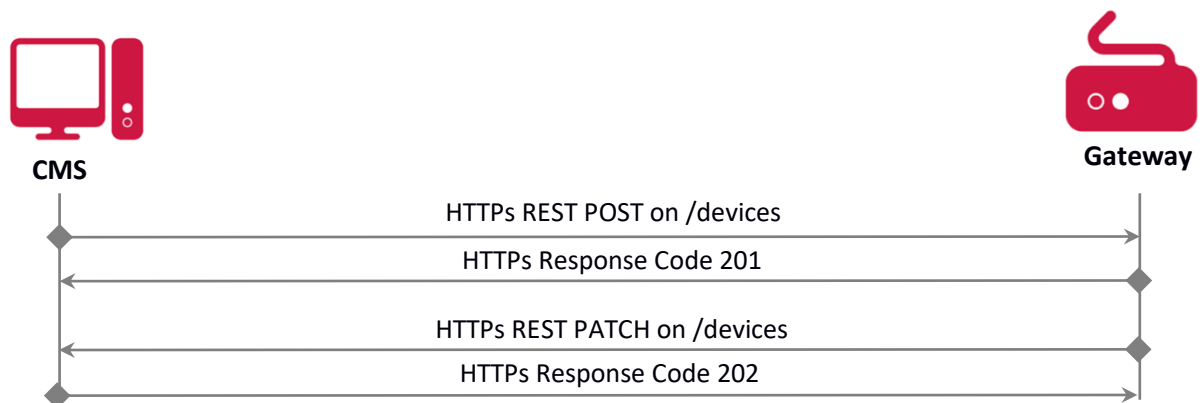 CMS
Gateway
HTTPs REST POST on /devices
HTTPs Response Code 201
HTTPs REST PATCH on /devices
HTTPs Response Code 202